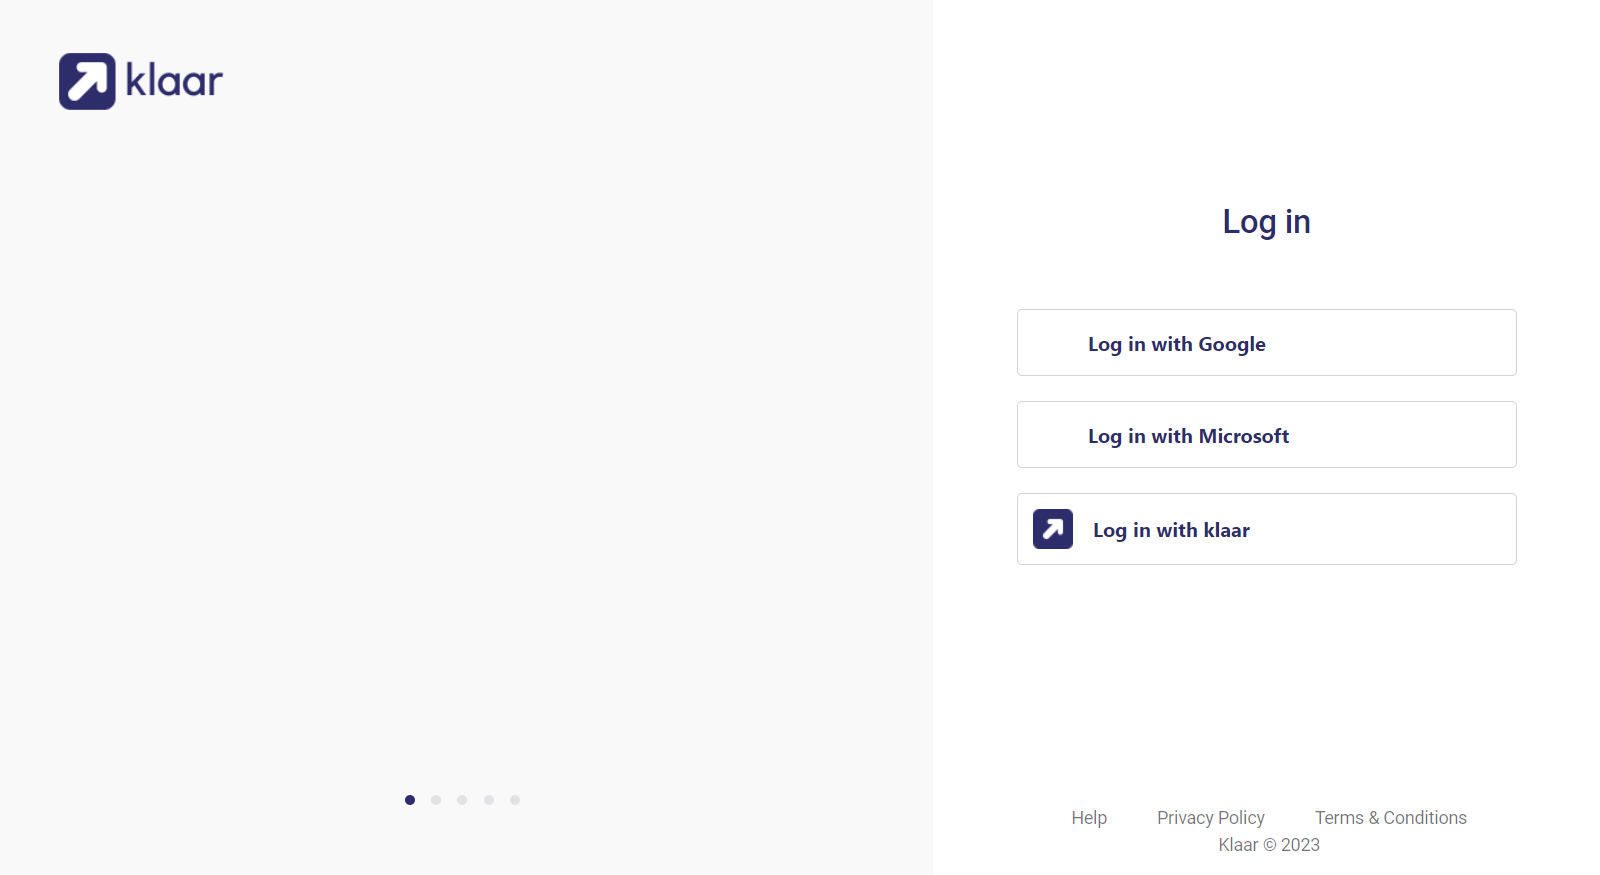 klaar
Log in
Log in with Google
Log in with Microsoft
Log in with klaar
Help Privacy Policy Terms & Conditions
Klaar © 2023